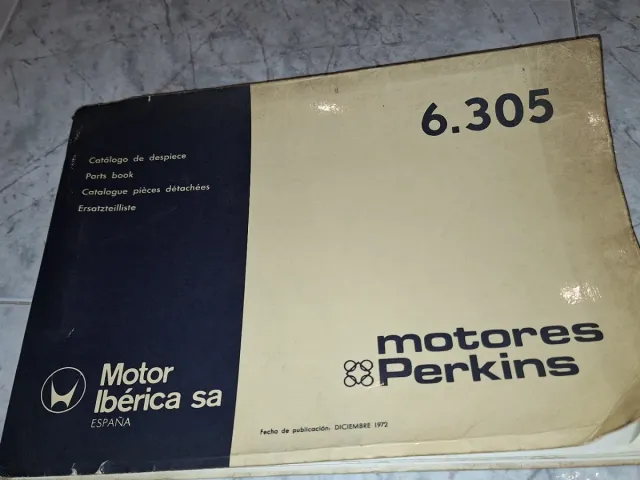 6.305
Catálogo de despiece
Parts book
Catalogue pièces détachées
Ersatzteilliste
motores
Perkins
Motor
Ibérica sa
ESPAÑA
Fecha de publicación. DICIEMBRE 1972